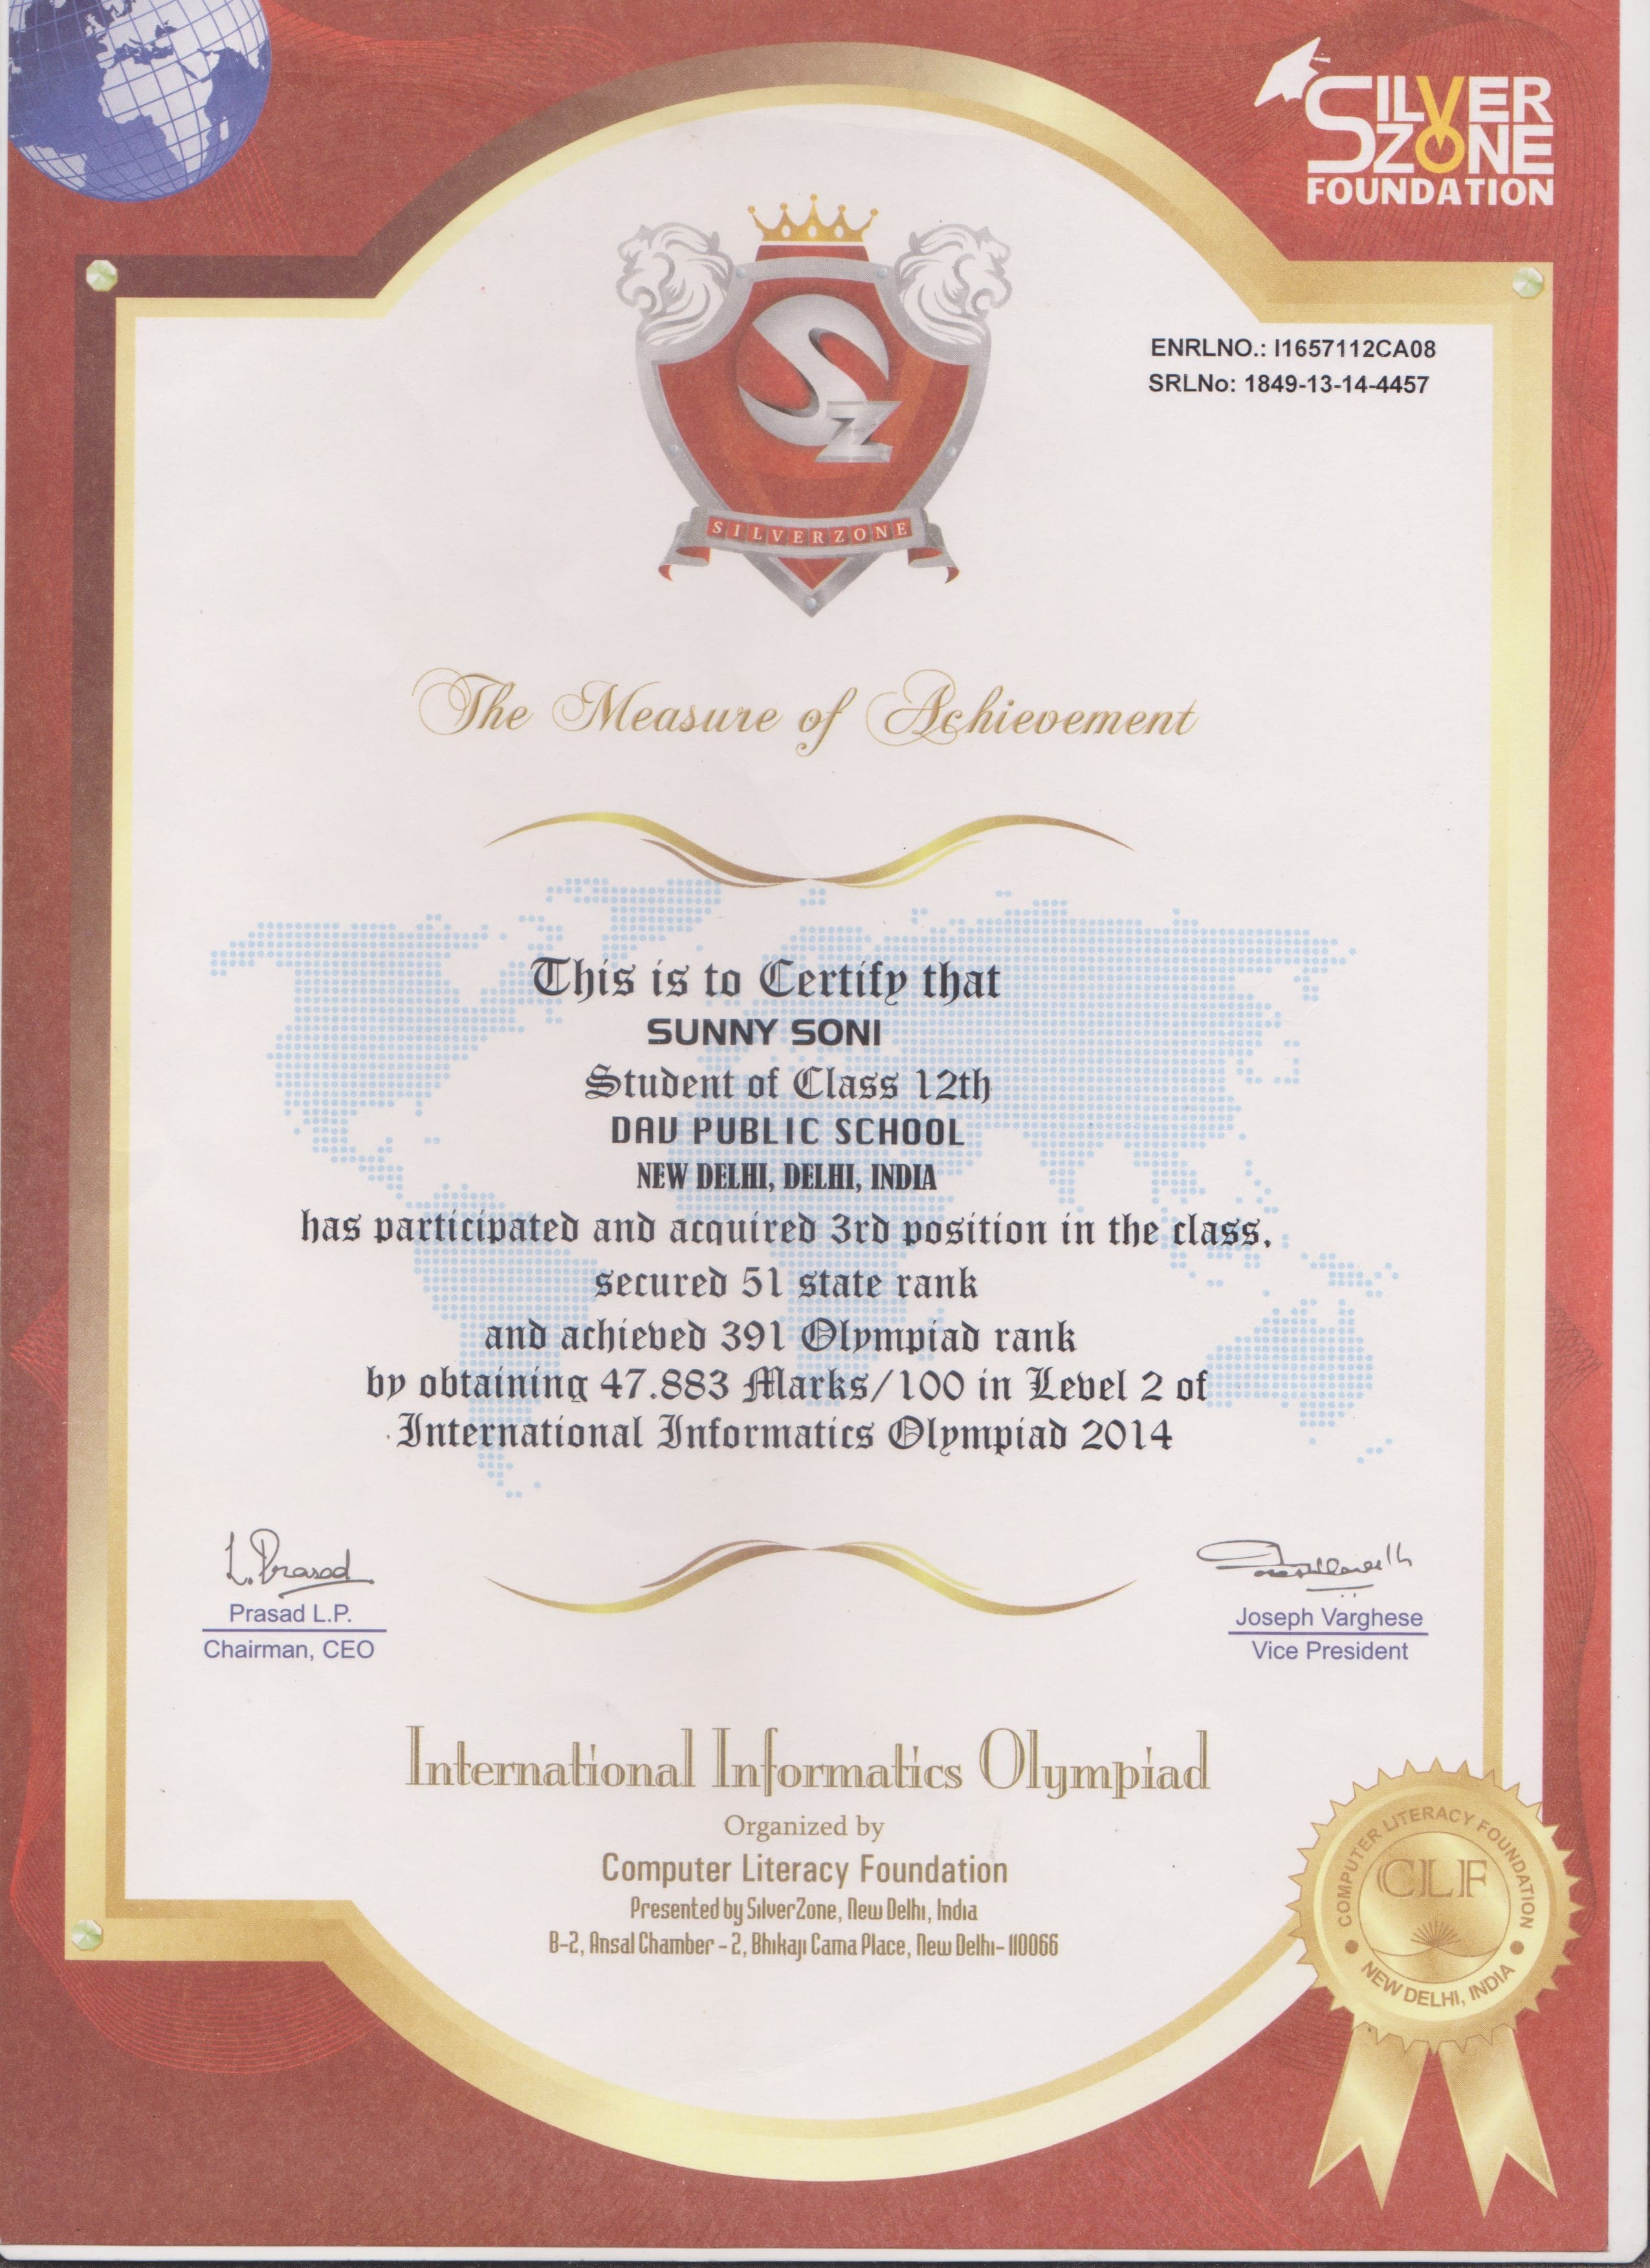 SILVER
ZONE
FOUNDATION
ENRLNO.: I1657112CA08
SRLNo: 1849-13-14-4457
SZ
SILVERZONE
The Measure of Achievement
This is to Certify that
SUNNY SONI
Student of Class 12th
DAV PUBLIC SCHOOL
NEW DELHI, DELHI, INDIA
has participated and acquired 3rd position in the class,
secured 51 state rank
and achieved 391 Olympiad rank
by obtaining 47.883 Marks/100 in Level 2 of
International Informatics Olympiad 2014
L. Prasad
Prasad L.P.
Chairman, CEO
Joseph Varghese
Vice President
International Informatics Olympiad
Organized by
Computer Literacy Foundation
Presented by SilverZone, New Delhi, India
B-2, Ansal Chamber - 2, Bhikaji Cama Place, New Delhi- 110066
COMPUTER LITERACY FOUNDATION
CLF
NEW DELHI, INDIA